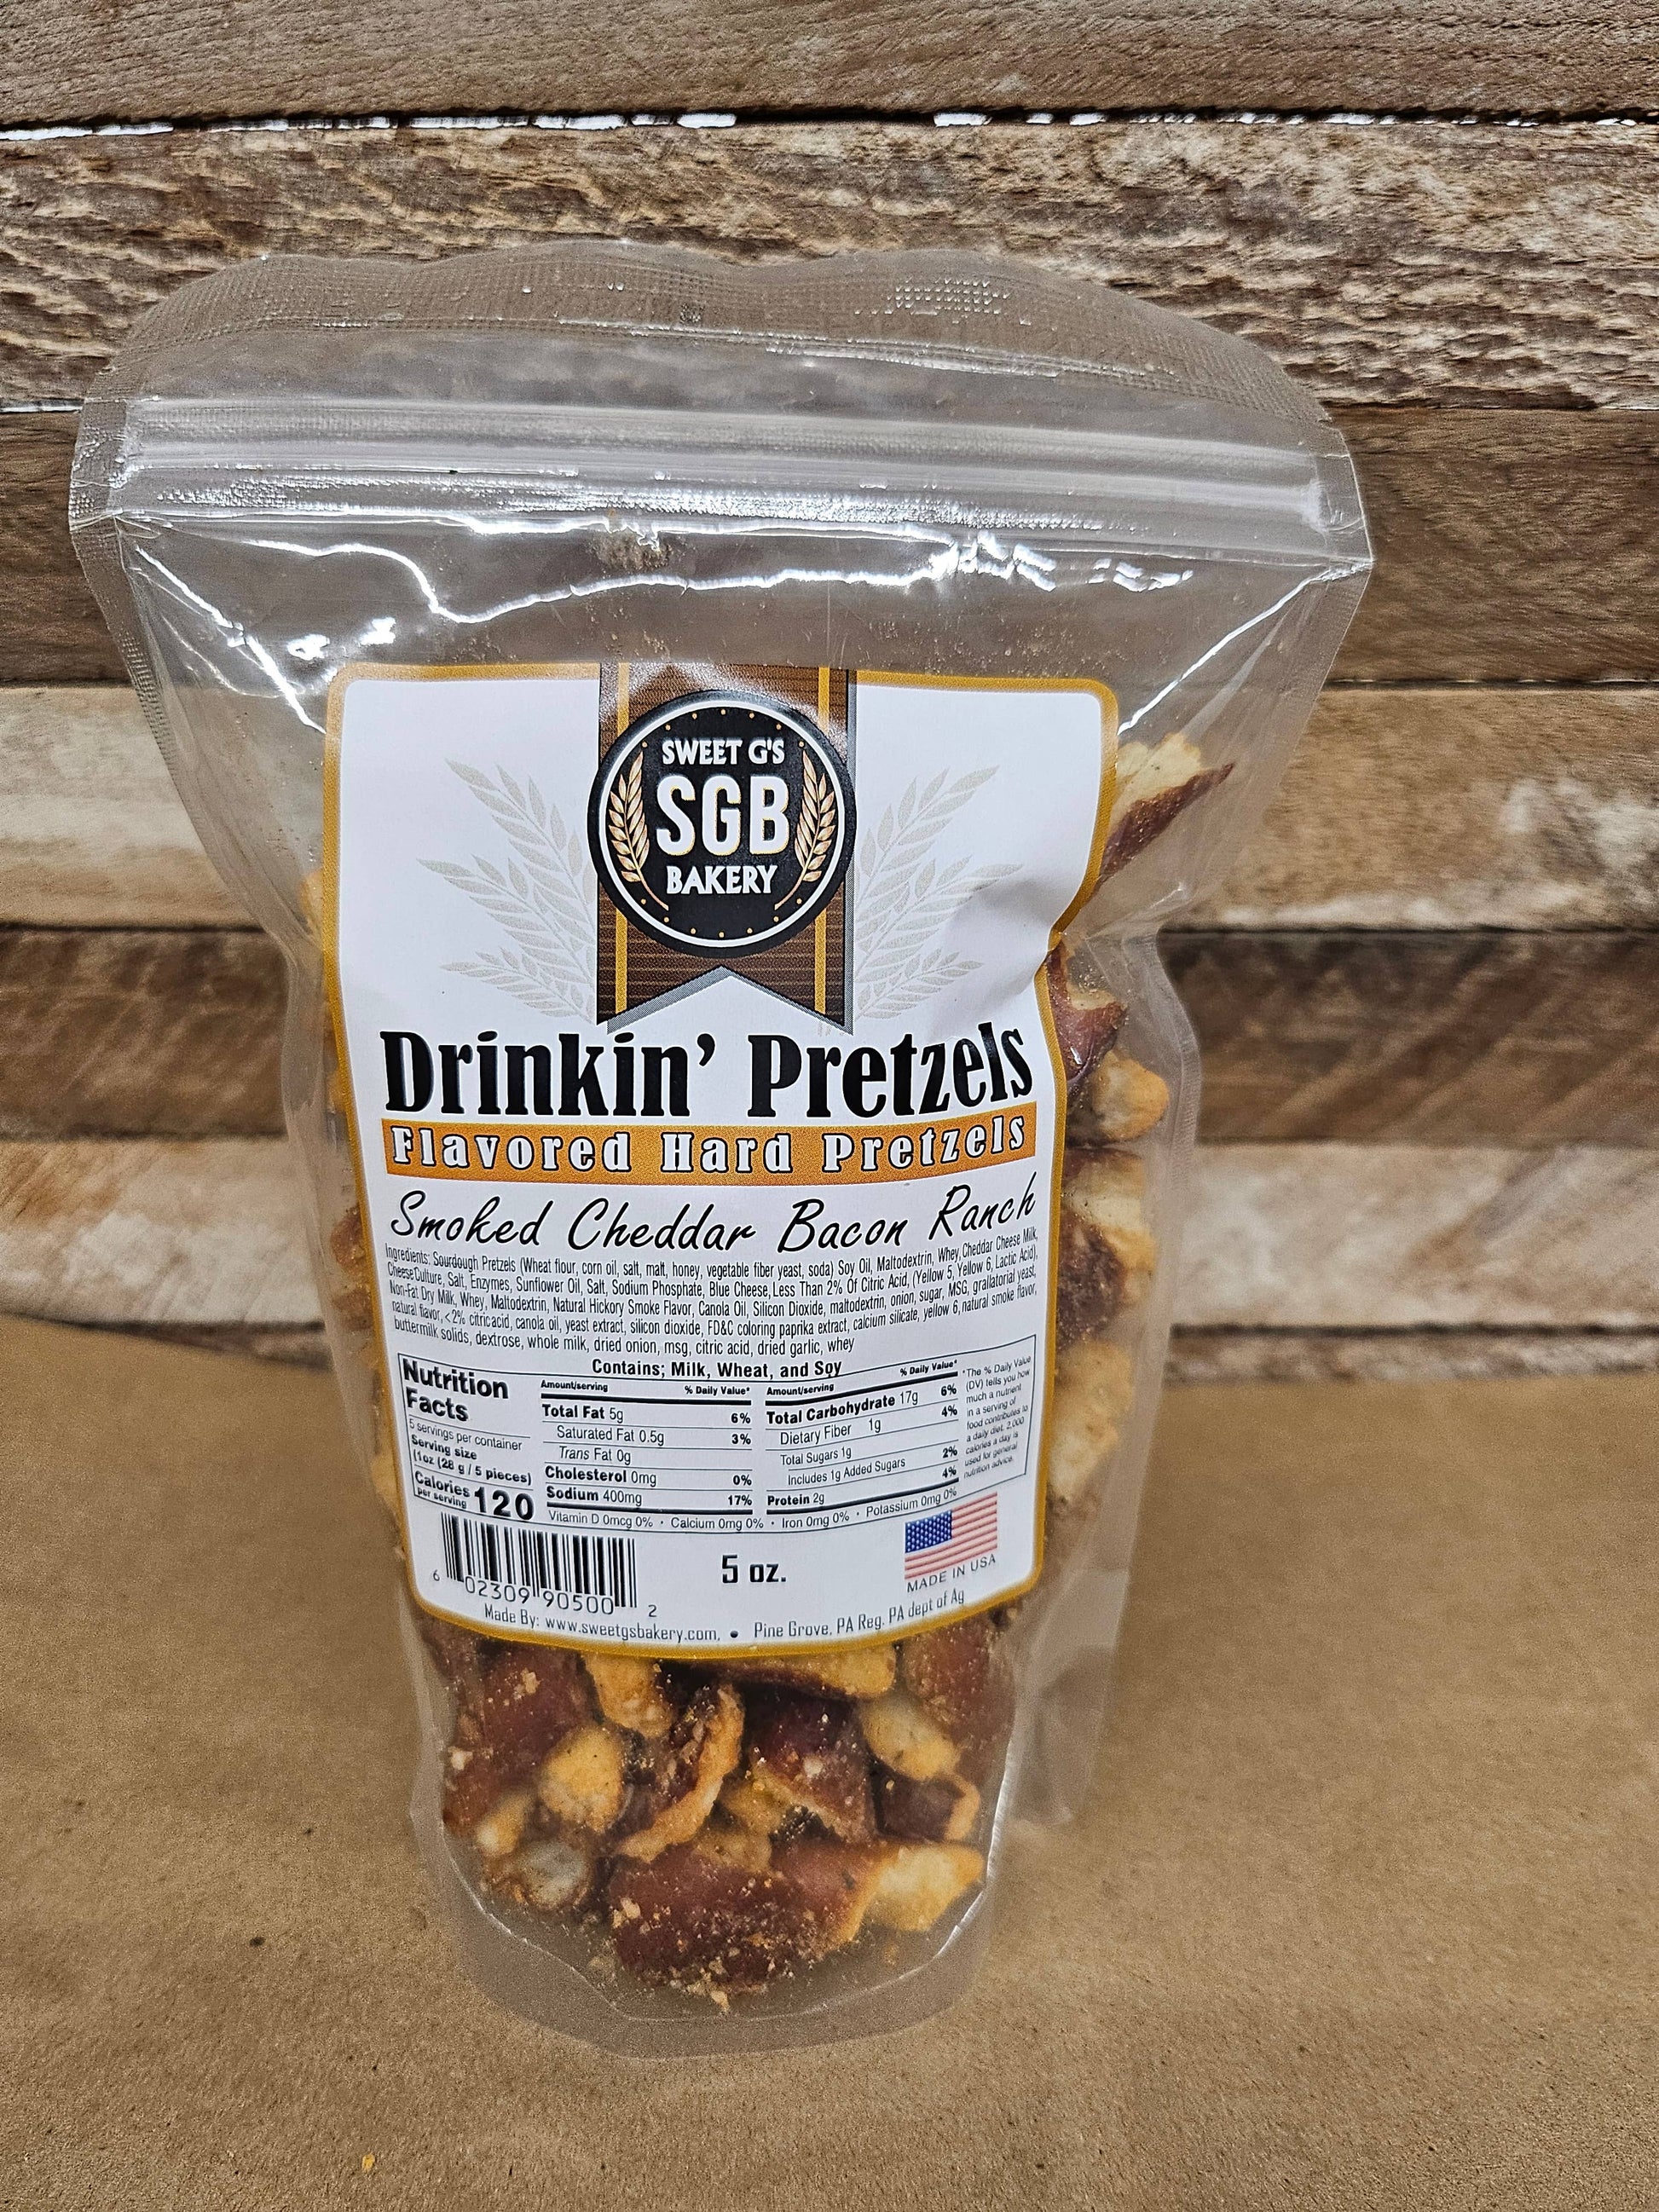 SWEET G'S
SGB
BAKERY
Drinkin' Pretzels
Flavored Hard Pretzels
Smoked Cheddar Bacon Ranch
Ingredients: Sourdough Pretzels (Wheat flour, corn oil, salt, malt, honey, vegetable fiber yeast, soda) Soy Oil, Maltodextrin, Whey, Cheddar Cheese Milk,
Cheese Culture, Salt, Enzymes, Sunflower Oil, Salt, Sodium Phosphate, Blue Cheese, Less Than 2% Of Citric Acid, (Yellow 5, Yellow 6, Lactic Acid),
Non-Fat Dry Milk, Whey, Maltodextrin, Natural Hickory Smoke Flavor, Canola Oil, Silicon Dioxide, maltodextrin, onion, sugar, MSG, grallatorial yeast,
natural flavor, <2% citric acid, canola oil, yeast extract, silicon dioxide, FD&C coloring paprika extract, calcium silicate, yellow 6, natural smoke flavor,
buttermilk solids, dextrose, whole milk, dried onion, msg, citric acid, dried garlic, whey
Contains; Milk, Wheat, and Soy
Nutrition
Facts
5 servings per container
Serving size
(1oz (28 g / 5 pieces)
Calories
per serving
120
Amount/serving % Daily Value*
Total Fat 5g 6%
Saturated Fat 0.5g 3%
Trans Fat 0g
Cholesterol 0mg 0%
Sodium 400mg 17%
Amount/serving % Daily Value*
Total Carbohydrate 17g 6%
Dietary Fiber 1g 4%
Total Sugars 1g
Includes 1g Added Sugars 2%
Protein 2g 4%
Vitamin D 0mcg 0% • Calcium 0mg 0% • Iron 0mg 0% • Potassium 0mg 0%
*The % Daily Value
(DV) tells you how
much a nutrient
in a serving of
food contributes to
a daily diet. 2,000
calories a day is
used for general
nutrition advice.
6 02309 90500 2
5 oz.
MADE IN USA
Made By: www.sweetgsbakery.com, • Pine Grove, PA Reg. PA dept of Ag